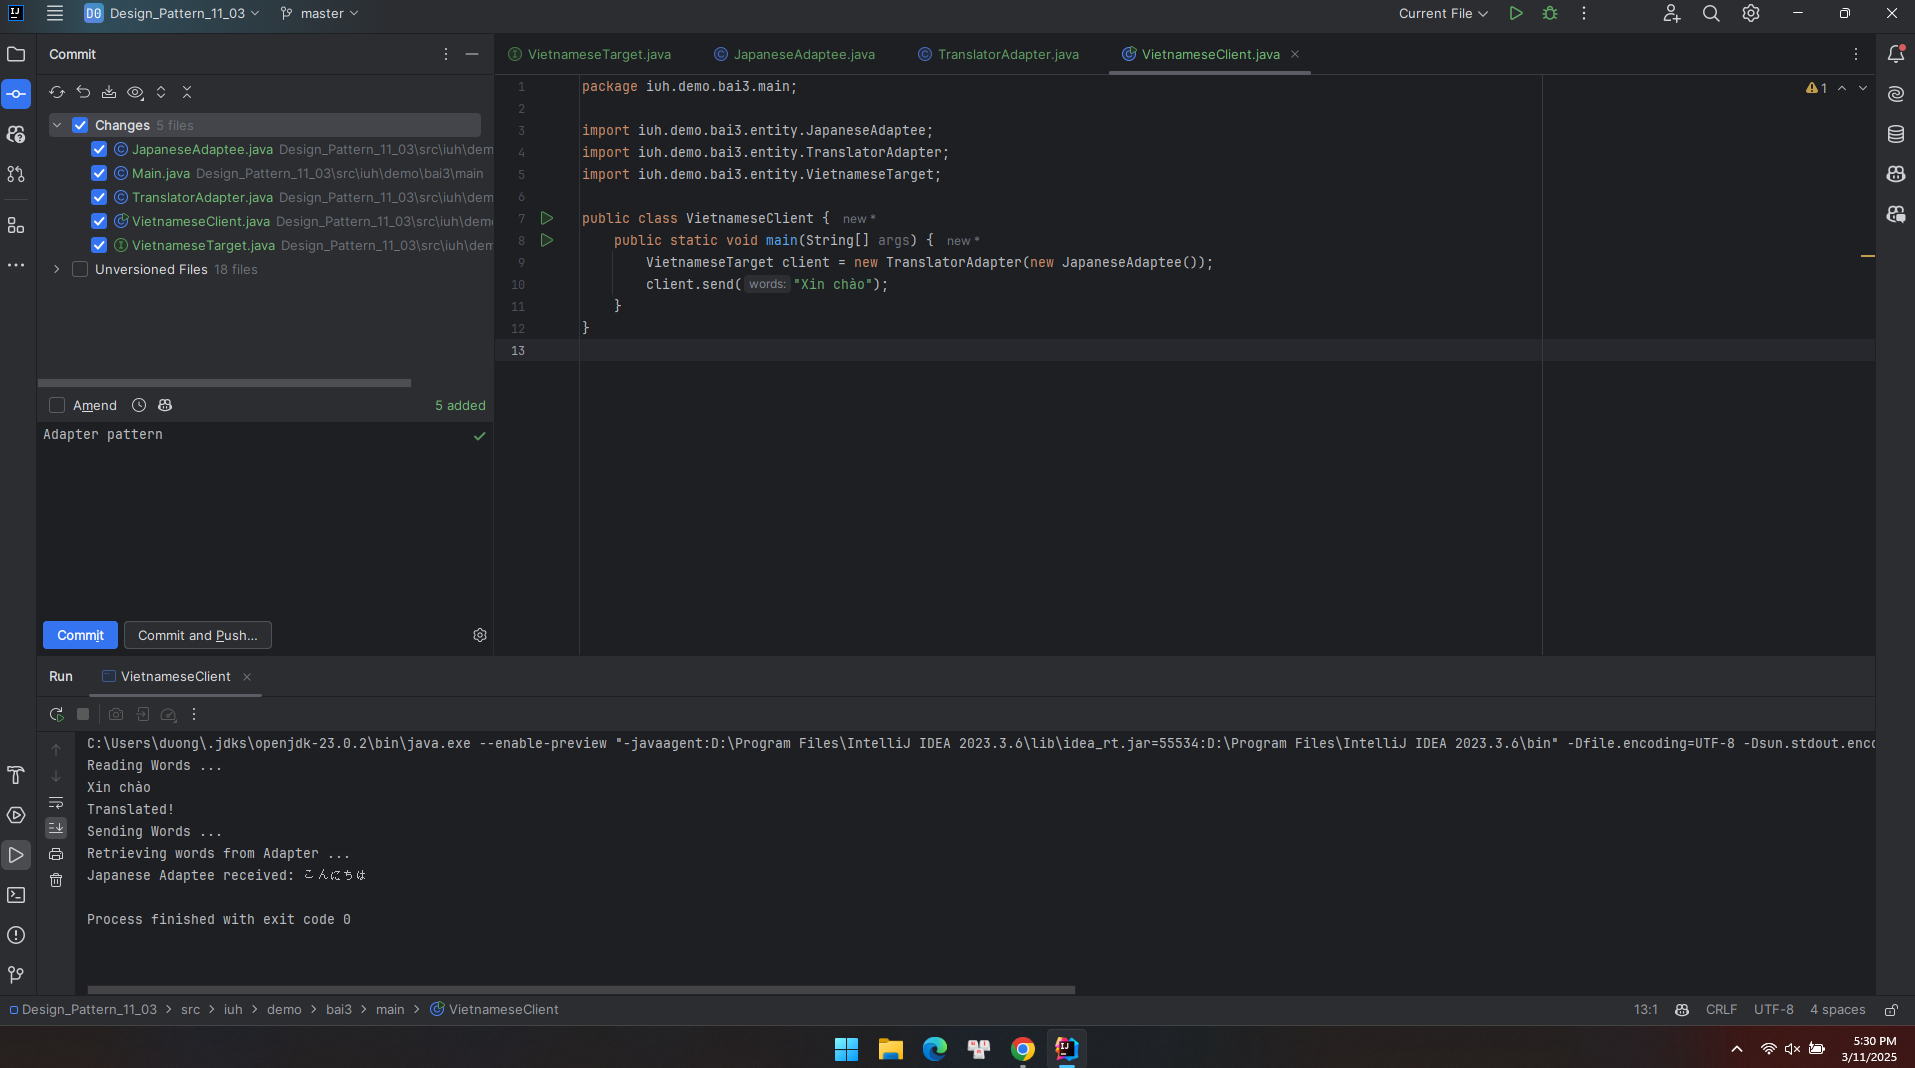 Design_Pattern_11_03
master
Current File
Commit
Changes 5 files
JapaneseAdaptee.java Design_Pattern_11_03\src\iuh\dem
Main.java Design_Pattern_11_03\src\iuh\demo\bai3\main
TranslatorAdapter.java Design_Pattern_11_03\src\iuh\dem
VietnameseClient.java Design_Pattern_11_03\src\iuh\demo
VietnameseTarget.java Design_Pattern_11_03\src\iuh\dem
Unversioned Files 18 files
Amend
5 added
Adapter pattern
Commit
Commit and Push...
VietnameseTarget.java
JapaneseAdaptee.java
TranslatorAdapter.java
VietnameseClient.java
1
1 package iuh.demo.bai3.main;
2
3 import iuh.demo.bai3.entity.JapaneseAdaptee;
4 import iuh.demo.bai3.entity.TranslatorAdapter;
5 import iuh.demo.bai3.entity.VietnameseTarget;
6
7 public class VietnameseClient { new *
8 public static void main(String[] args) { new *
9 VietnameseTarget client = new TranslatorAdapter(new JapaneseAdaptee());
10 client.send( words: "Xin chào");
11 }
12 }
13
Run
VietnameseClient
C:\Users\duong\.jdks\openjdk-23.0.2\bin\java.exe --enable-preview "-javaagent:D:\Program Files\IntelliJ IDEA 2023.3.6\lib\idea_rt.jar=55534:D:\Program Files\IntelliJ IDEA 2023.3.6\bin" -Dfile.encoding=UTF-8 -Dsun.stdout.enco
Reading Words ...
Xin chào
Translated!
Sending Words ...
Retrieving words from Adapter ...
Japanese Adaptee received: こんにちは
Process finished with exit code 0
Design_Pattern_11_03 > src > iuh > demo > bai3 > main > VietnameseClient
13:1
CRLF
UTF-8
4 spaces
5:30 PM
3/11/2025